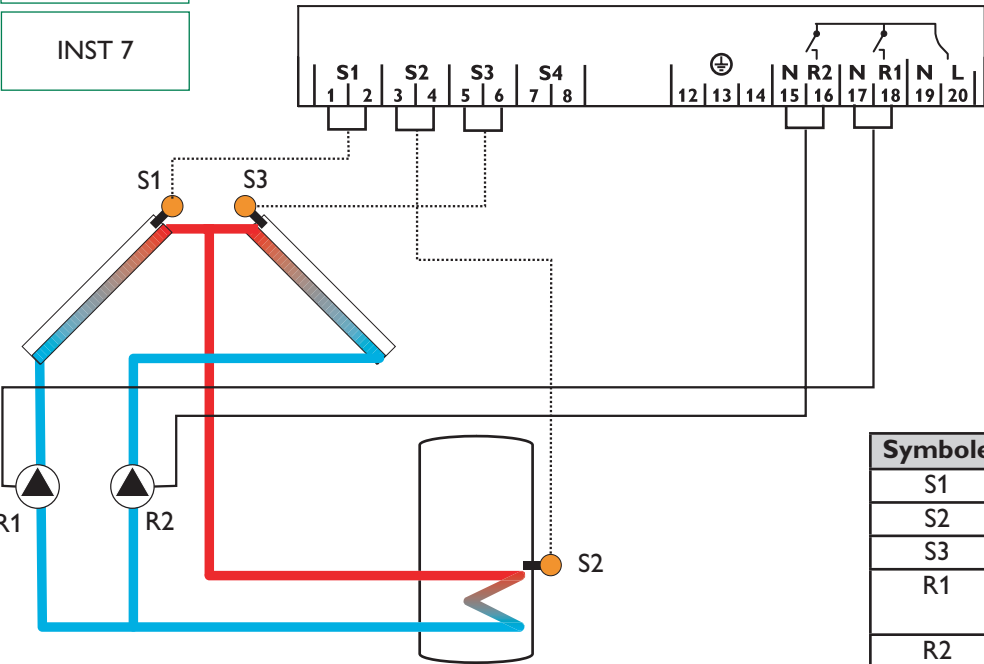 INST 7
S1 S2 S3 S4 N R2 N R1 N L
1 2 3 4 5 6 7 8 12 13 14 15 16 17 18 19 20
S1 S3
R1 R2
S2
Symbole
S1
S2
S3
R1
R2